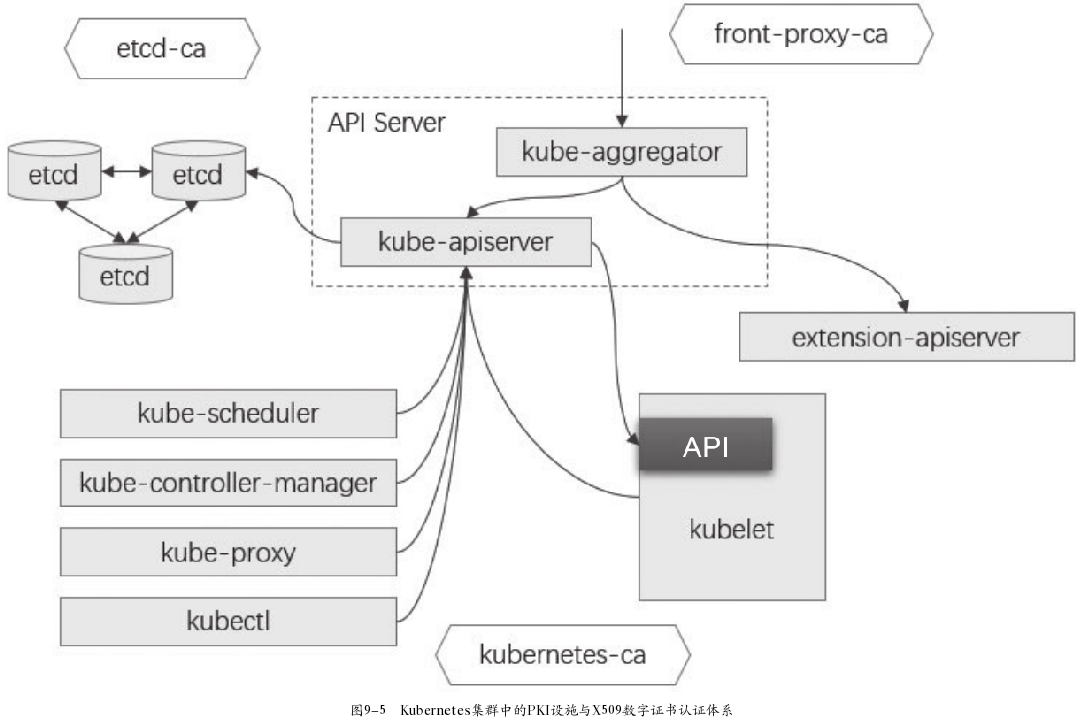 etcd-ca
front-proxy-ca
API Server
kube-aggregator
etcd
etcd
kube-apiserver
etcd
extension-apiserver
kube-scheduler
API
kube-controller-manager
kubelet
kube-proxy
kubectl
kubernetes-ca
图9-5 Kubernetes集群中的PKI设施与X509数字证书认证体系